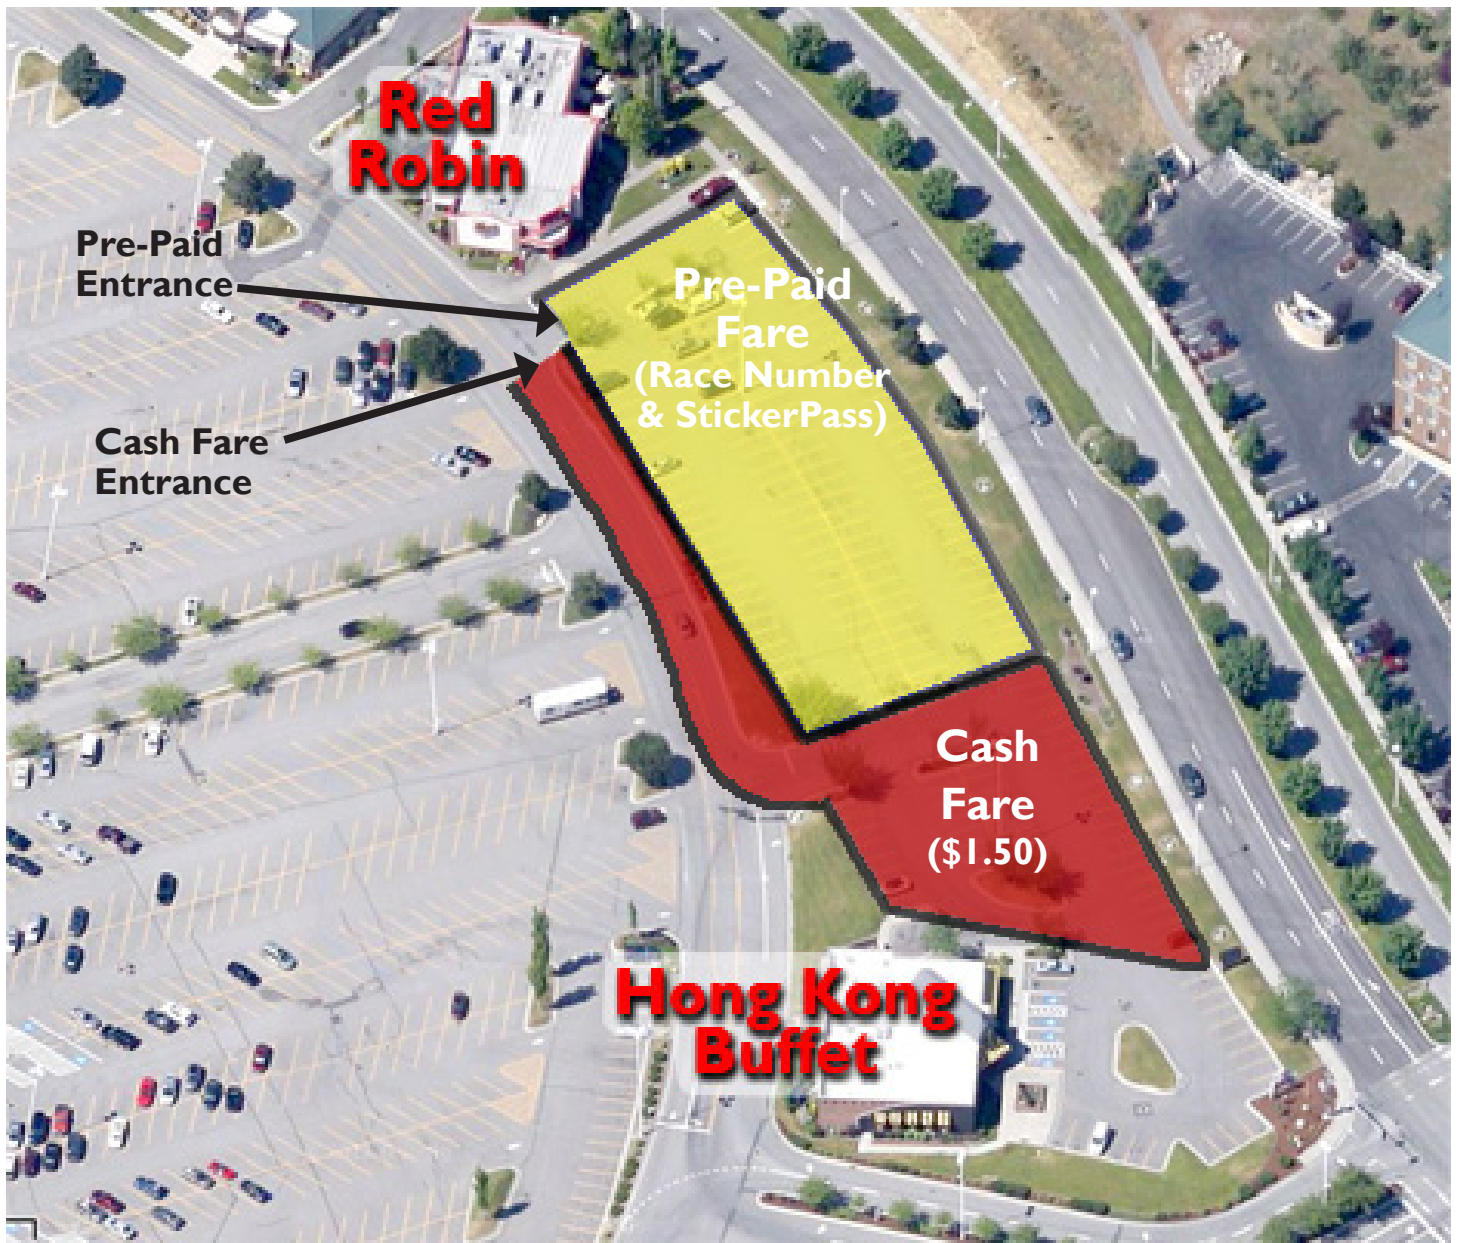 Red
Robin
Pre-Paid
Entrance
Pre-Paid
Fare
(Race Number
& StickerPass)
Cash Fare
Entrance
Cash
Fare
($1.50)
Hong Kong
Buffet